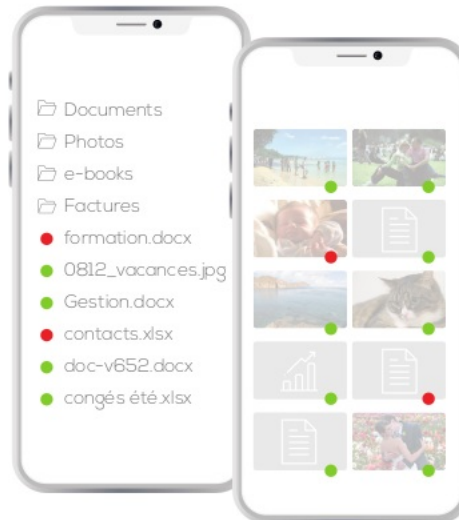 Documents
Photos
e-books
Factures
formation.docx
0812_vacances.jpg
Gestion.docx
contacts.xlsx
doc-v652.docx
congés été.xlsx